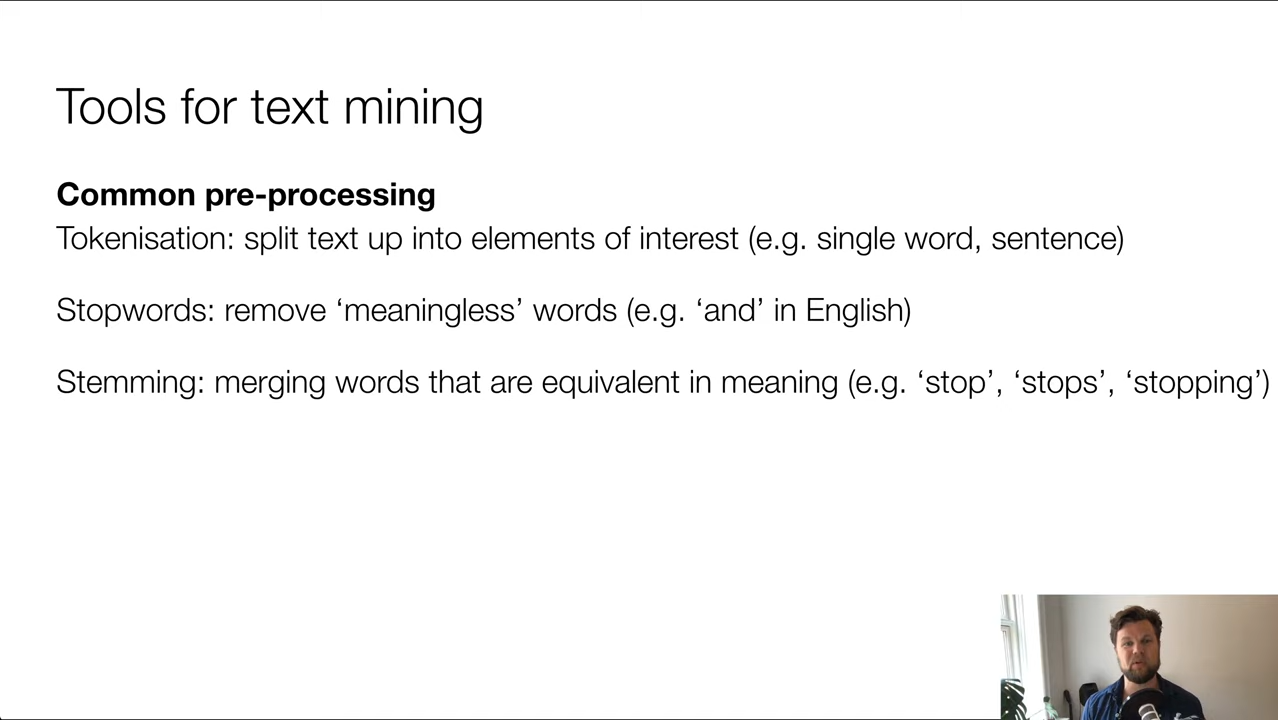 Tools for text mining
Common pre-processing
Tokenisation: split text up into elements of interest (e.g. single word, sentence)
Stopwords: remove ‘meaningless’ words (e.g. ‘and’ in English)
Stemming: merging words that are equivalent in meaning (e.g. ‘stop’, ‘stops’, ‘stopping’)